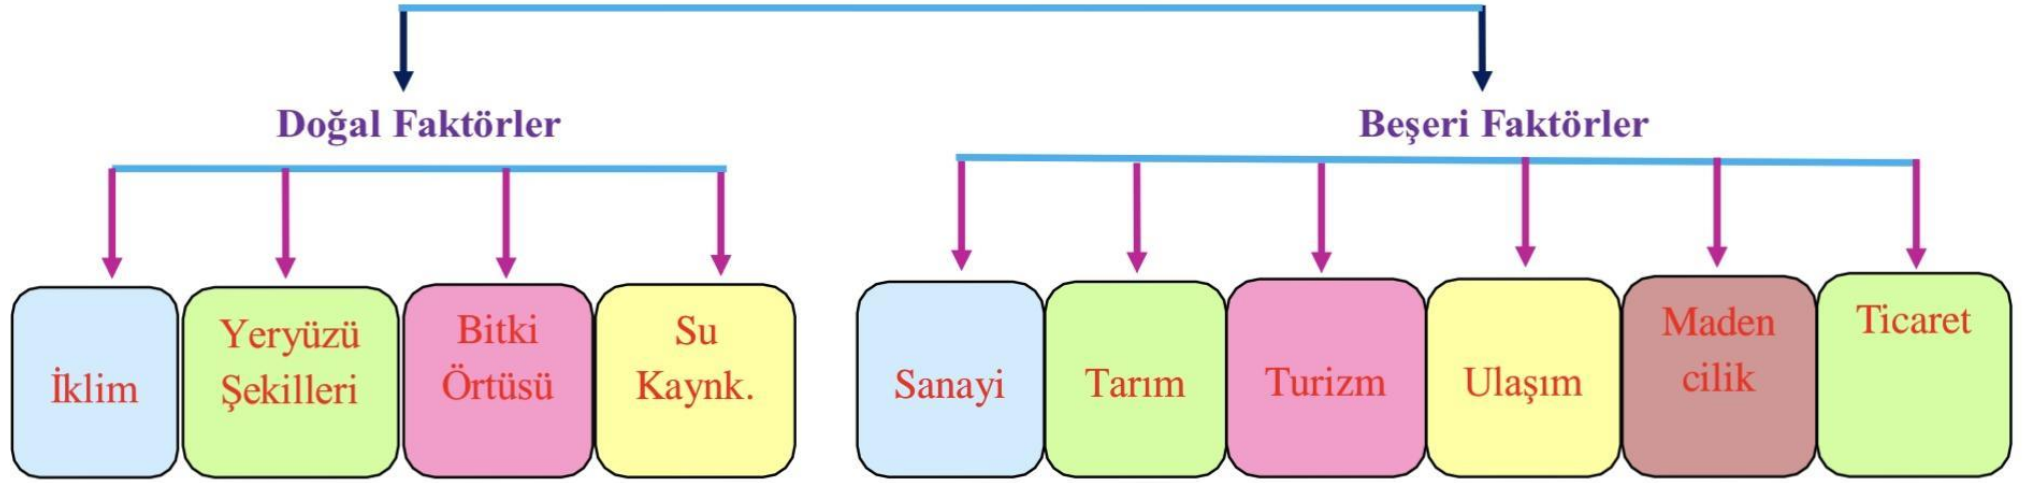 Doğal Faktörler
Beşeri Faktörler
İklim
Yeryüzü
Şekilleri
Bitki
Örtüsü
Su
Kaynk.
Sanayi
Tarım
Turizm
Ulaşım
Maden
cilik
Ticaret